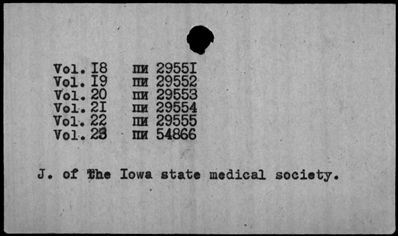 Vol. I8 ПИ 2955I
Vol. I9 ПИ 29552
Vol. 20 ПИ 29553
Vol. 2I ПИ 29554
Vol. 22 ПИ 29555
Vol. 23 ПИ 54866
J. of The Iowa state medical society.